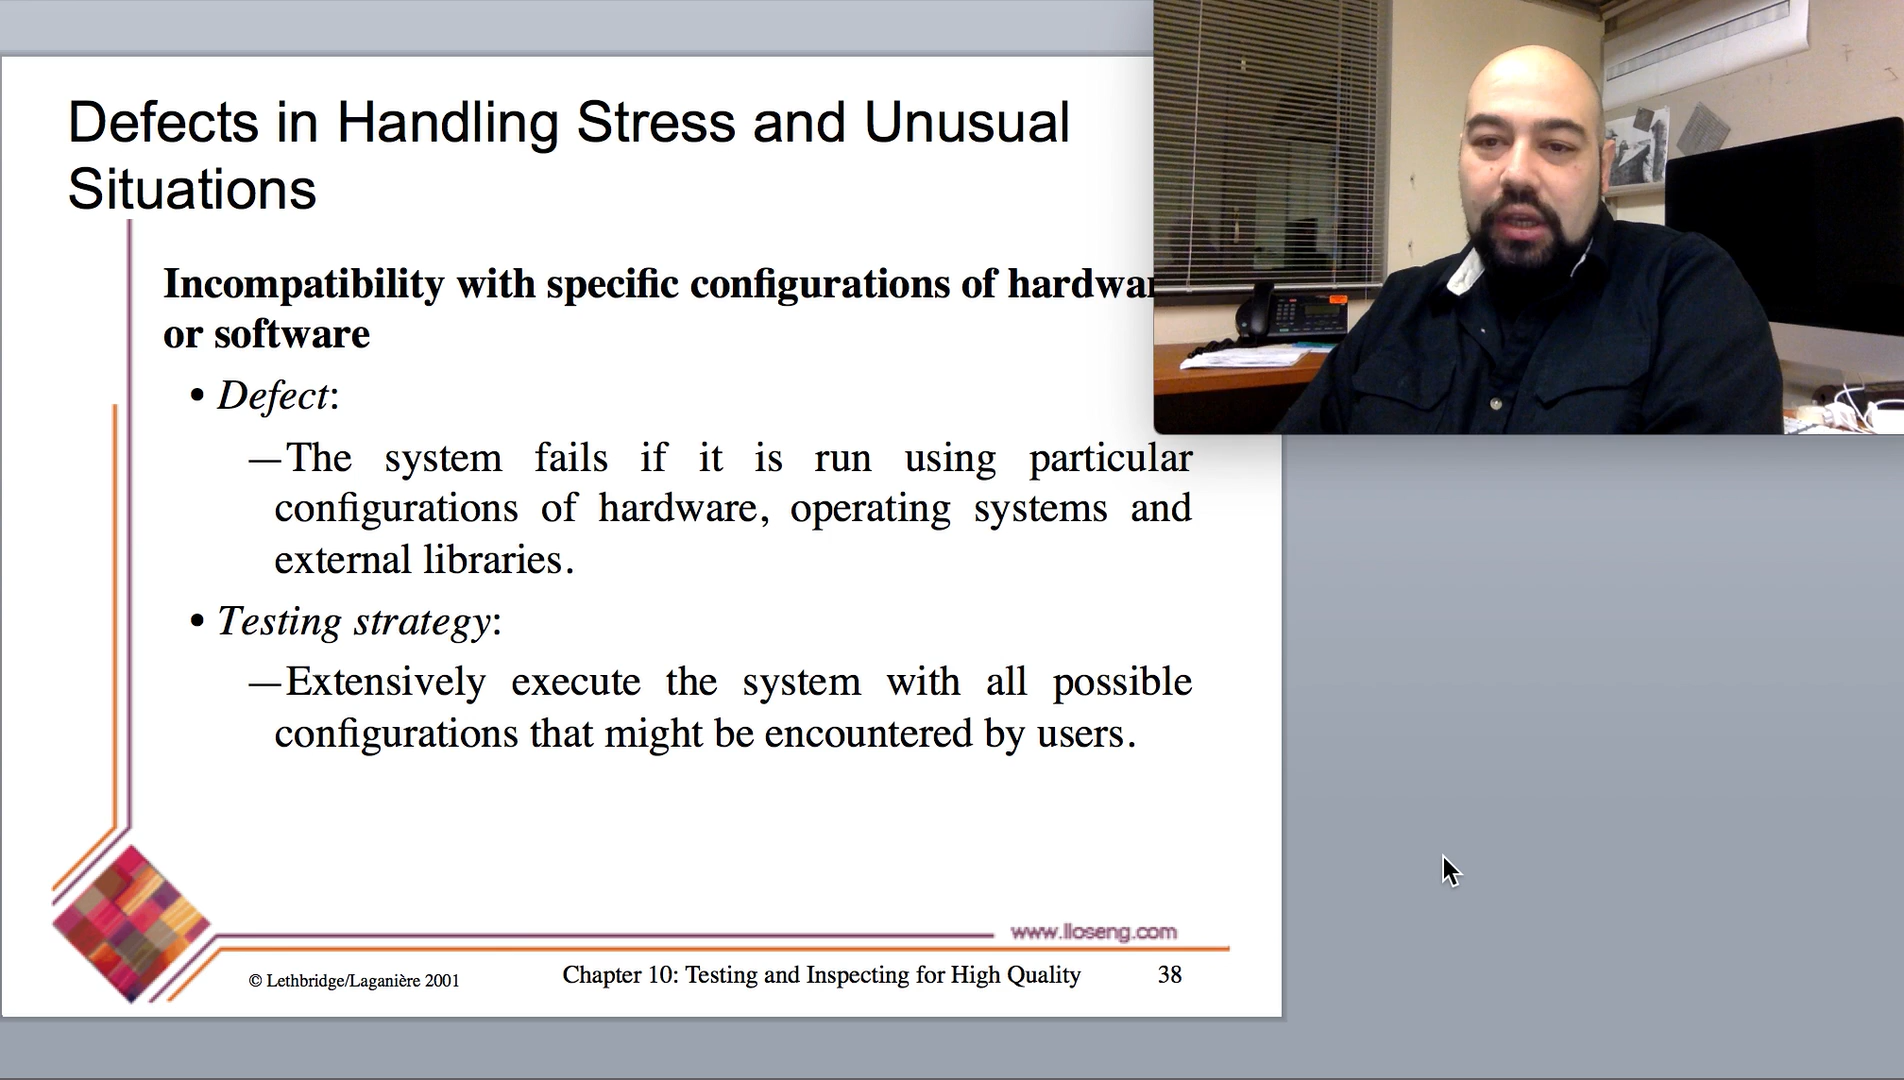 Defects in Handling Stress and Unusual
Situations
Incompatibility with specific configurations of
or software
• Defect:
—The system fails if it is run using particular
configurations of hardware, operating systems and
external libraries.
• Testing strategy:
—Extensively execute the system with all possible
configurations that might be encountered by users.
www.lloseng.com
© Lethbridge/Laganière 2001
Chapter 10: Testing and Inspecting for High Quality
38